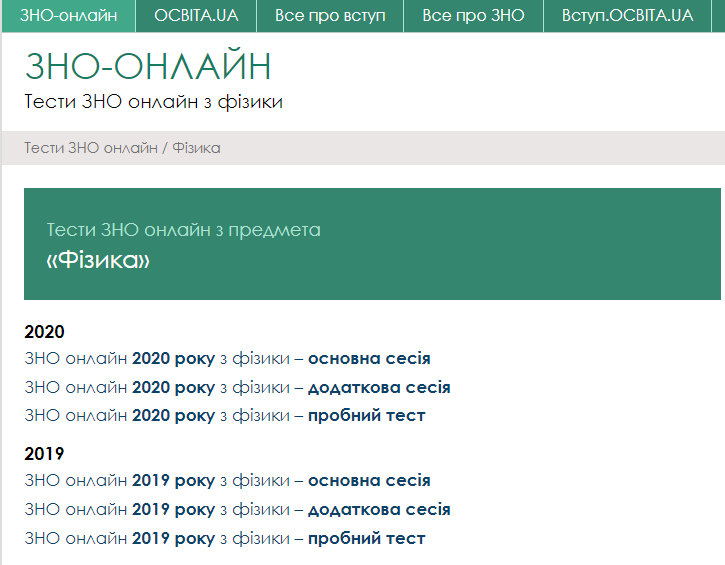 ЗНО-онлайн ОСВІТА.UA Все про вступ Все про ЗНО Вступ.ОСВІТА.UA
ЗНО-ОНЛАЙН
Тести ЗНО онлайн з фізики
Тести ЗНО онлайн / Фізика
Тести ЗНО онлайн з предмета
«Фізика»
2020
ЗНО онлайн 2020 року з фізики – основна сесія
ЗНО онлайн 2020 року з фізики – додаткова сесія
ЗНО онлайн 2020 року з фізики – пробний тест
2019
ЗНО онлайн 2019 року з фізики – основна сесія
ЗНО онлайн 2019 року з фізики – додаткова сесія
ЗНО онлайн 2019 року з фізики – пробний тест